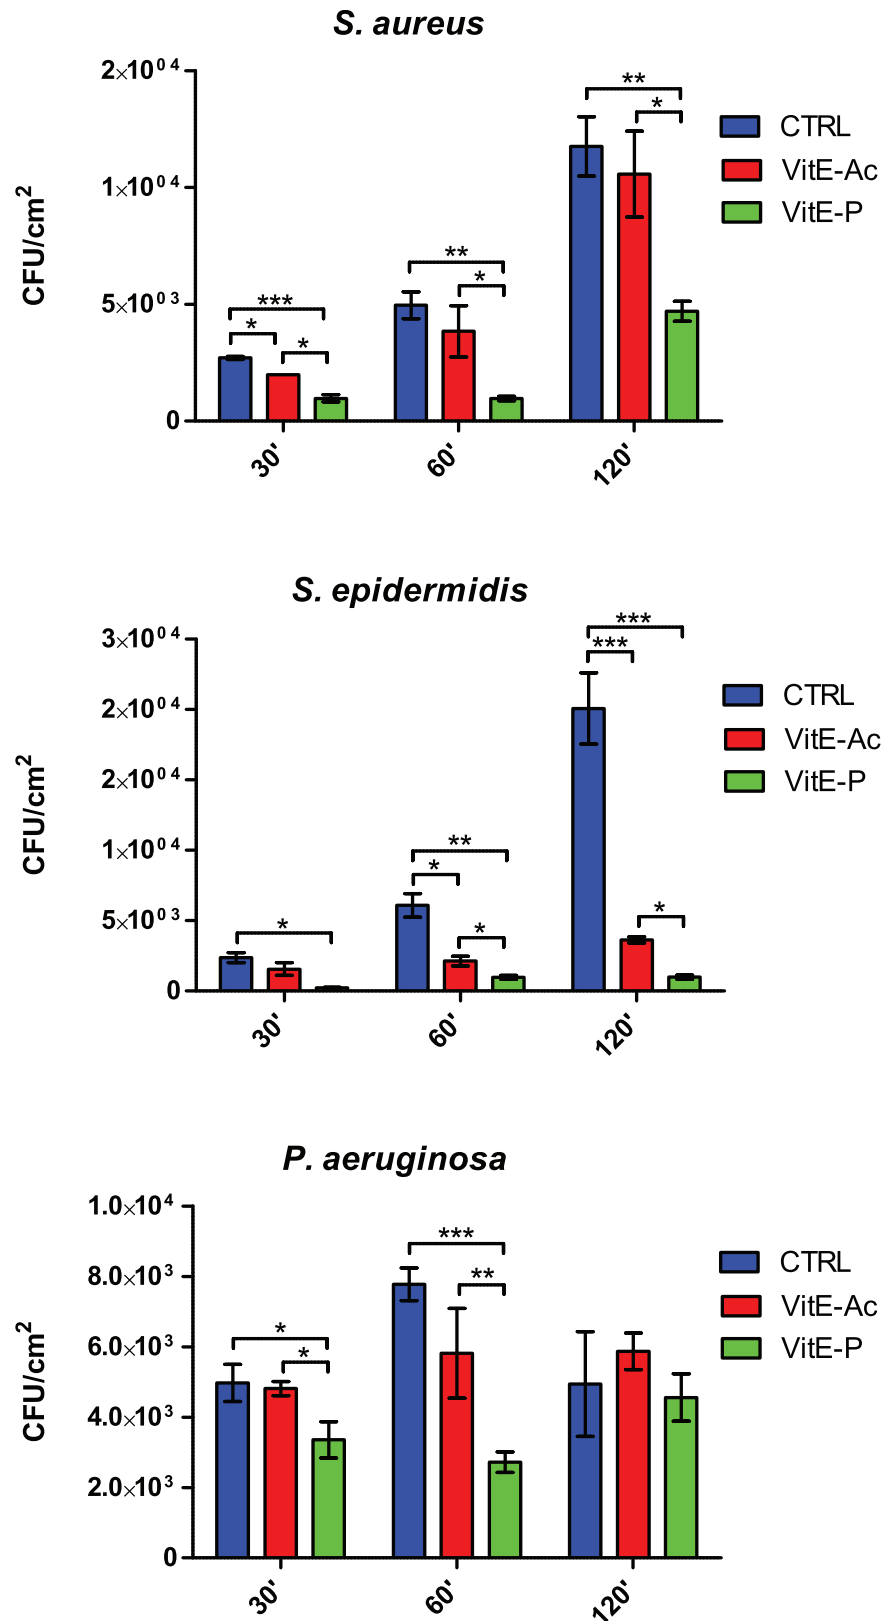 S. aureus
CFU/cm²
2×10⁰⁴
1×10⁰⁴
5×10⁰³
0
***
*
*
**
*
**
*
30'
60'
120'
CTRL
VitE-Ac
VitE-P
S. epidermidis
CFU/cm²
3×10⁰⁴
2×10⁰⁴
2×10⁰⁴
1×10⁰⁴
5×10⁰³
0
*
**
*
*
***
***
*
30'
60'
120'
CTRL
VitE-Ac
VitE-P
P. aeruginosa
CFU/cm²
1.0×10⁴
8.0×10³
6.0×10³
4.0×10³
2.0×10³
0
*
*
***
**
30'
60'
120'
CTRL
VitE-Ac
VitE-P